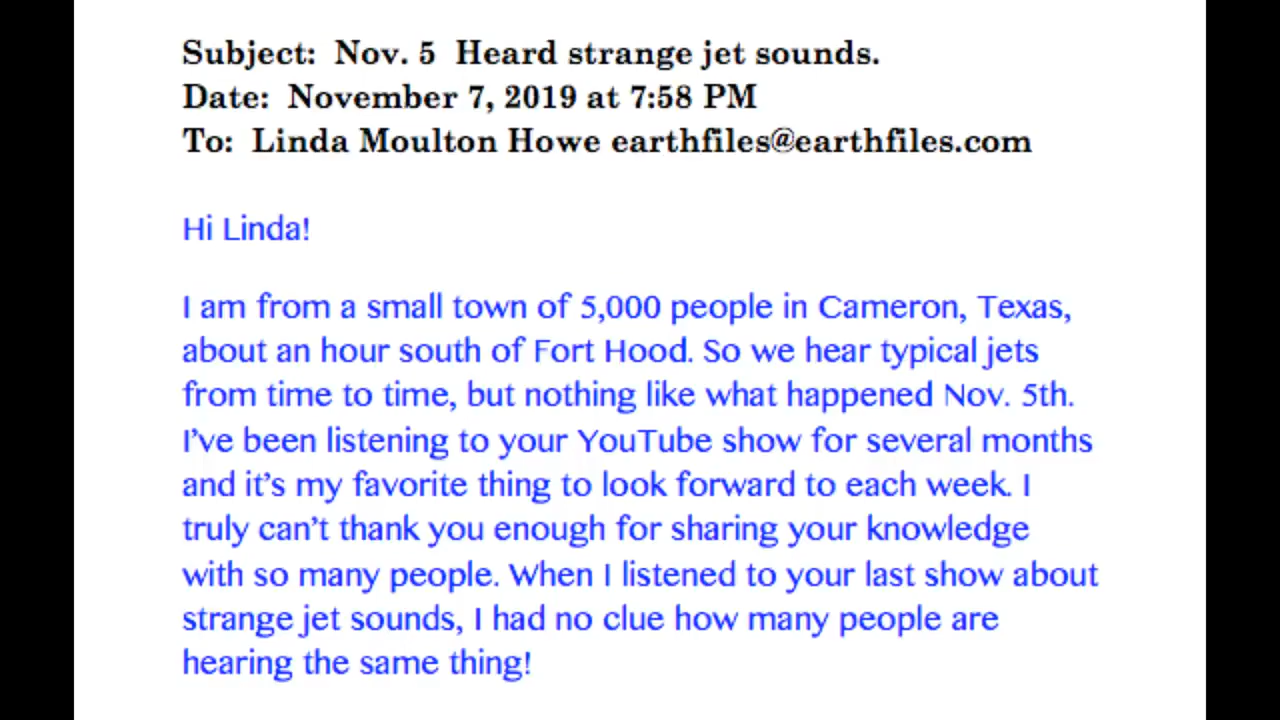 Subject: Nov. 5 Heard strange jet sounds.
Date: November 7, 2019 at 7:58 PM
To: Linda Moulton Howe earthfiles@earthfiles.com
Hi Linda!
I am from a small town of 5,000 people in Cameron, Texas,
about an hour south of Fort Hood. So we hear typical jets
from time to time, but nothing like what happened Nov. 5th.
I’ve been listening to your YouTube show for several months
and it’s my favorite thing to look forward to each week. I
truly can’t thank you enough for sharing your knowledge
with so many people. When I listened to your last show about
strange jet sounds, I had no clue how many people are
hearing the same thing!